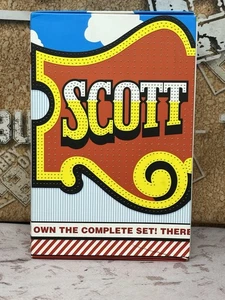 SCOTT
OWN THE COMPLETE SET! THERE